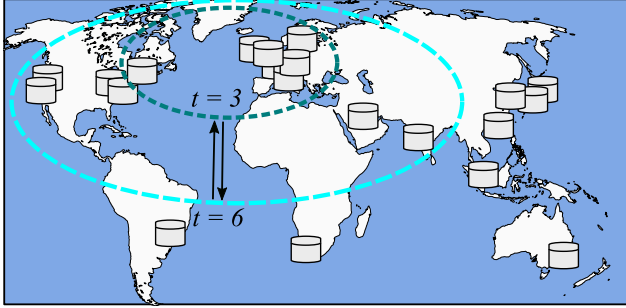 t = 3
t = 6